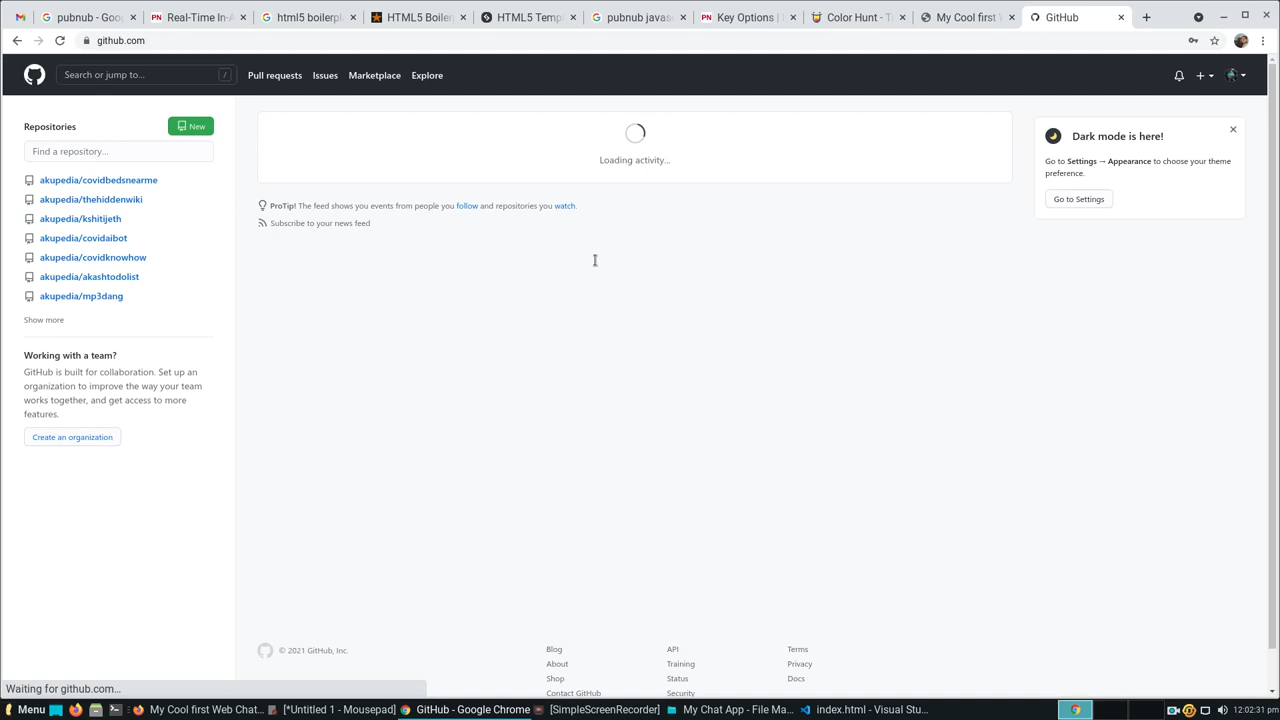 pubnub - Goo
Real-Time In-A
html5 boilerpla
HTML5 Boiler
HTML5 Temp
pubnub javas
Key Options |
Color Hunt - T
My Cool first W
GitHub
github.com
Search or jump to...
/
Pull requests
Issues
Marketplace
Explore
Repositories
New
Find a repository...
akupedia/covidbedsnearme
akupedia/thehiddenwiki
akupedia/kshitijeth
akupedia/covidaibot
akupedia/covidknowhow
akupedia/akashtodolist
akupedia/mp3dang
Show more
Working with a team?
GitHub is built for collaboration. Set up an
organization to improve the way your team
works together, and get access to more
features.
Create an organization
Loading activity...
ProTip! The feed shows you events from people you follow and repositories you watch.
Subscribe to your news feed
Dark mode is here!
Go to Settings → Appearance to choose your theme
preference.
Go to Settings
© 2021 GitHub, Inc.
Blog
About
Shop
Contact GitHub
API
Training
Status
Security
Terms
Privacy
Docs
Waiting for github.com...
Menu
My Cool first Web Chat...
[*Untitled 1 - Mousepad]
GitHub - Google Chrome
[SimpleScreenRecorder]
My Chat App - File Ma...
index.html - Visual Stu...
12:02:31 pm